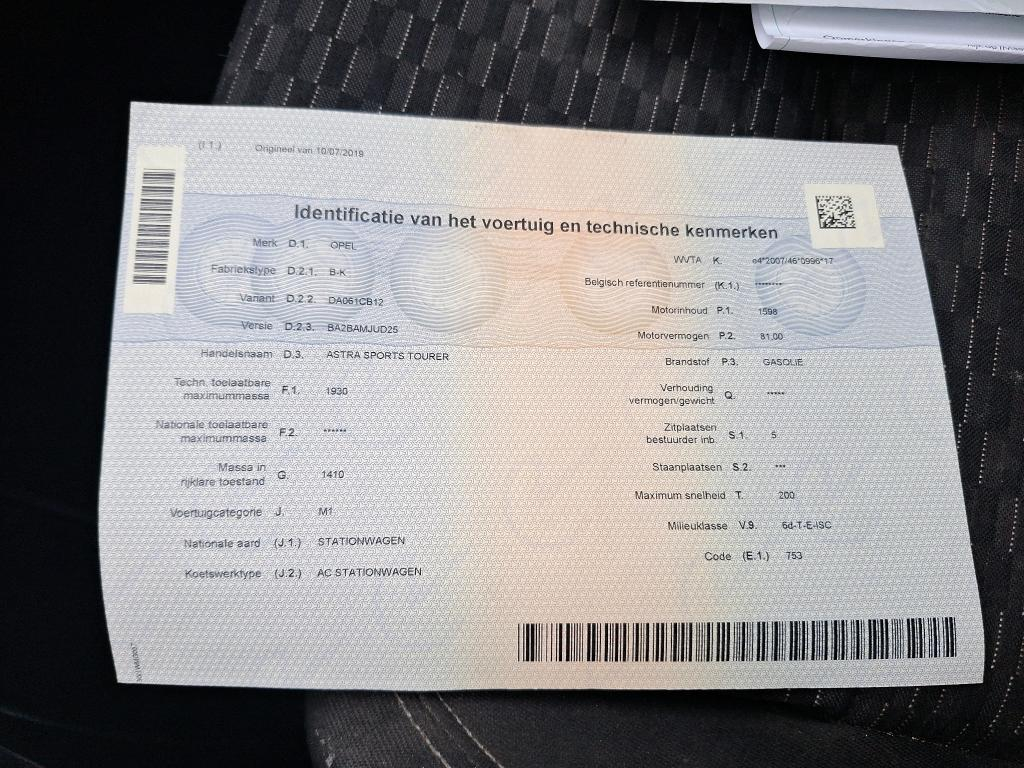 (I.1.) Origineel van 10/07/2019
Identificatie van het voertuig en technische kenmerken
Merk D.1. OPEL
Fabriekstype D.2.1. B-K
Variant D.2.2. DA061CB12
Versie D.2.3. BA2BAMJUD25
Handelsnaam D.3. ASTRA SPORTS TOURER
Techn. toelaatbare
maximummassa F.1. 1930
Nationale toelaatbare
maximummassa F.2. ******
Massa in
rijklare toestand G. 1410
Voertuigcategorie J. M1
Nationale aard (J.1.) STATIONWAGEN
Koetswerktype (J.2.) AC STATIONWAGEN
WVTA K. e4*2007/46*0996*17
Belgisch referentienummer (K.1.) ********
Motorinhoud P.1. 1598
Motorvermogen P.2. 81.00
Brandstof P.3. GASOLIE
Verhouding
vermogen/gewicht Q. *****
Zitplaatsen
bestuurder inb. S.1. 5
Staanplaatsen S.2. ***
Maximum snelheid T. 200
Milieuklasse V.9. 6d-T-E-ISC
Code (E.1.) 753